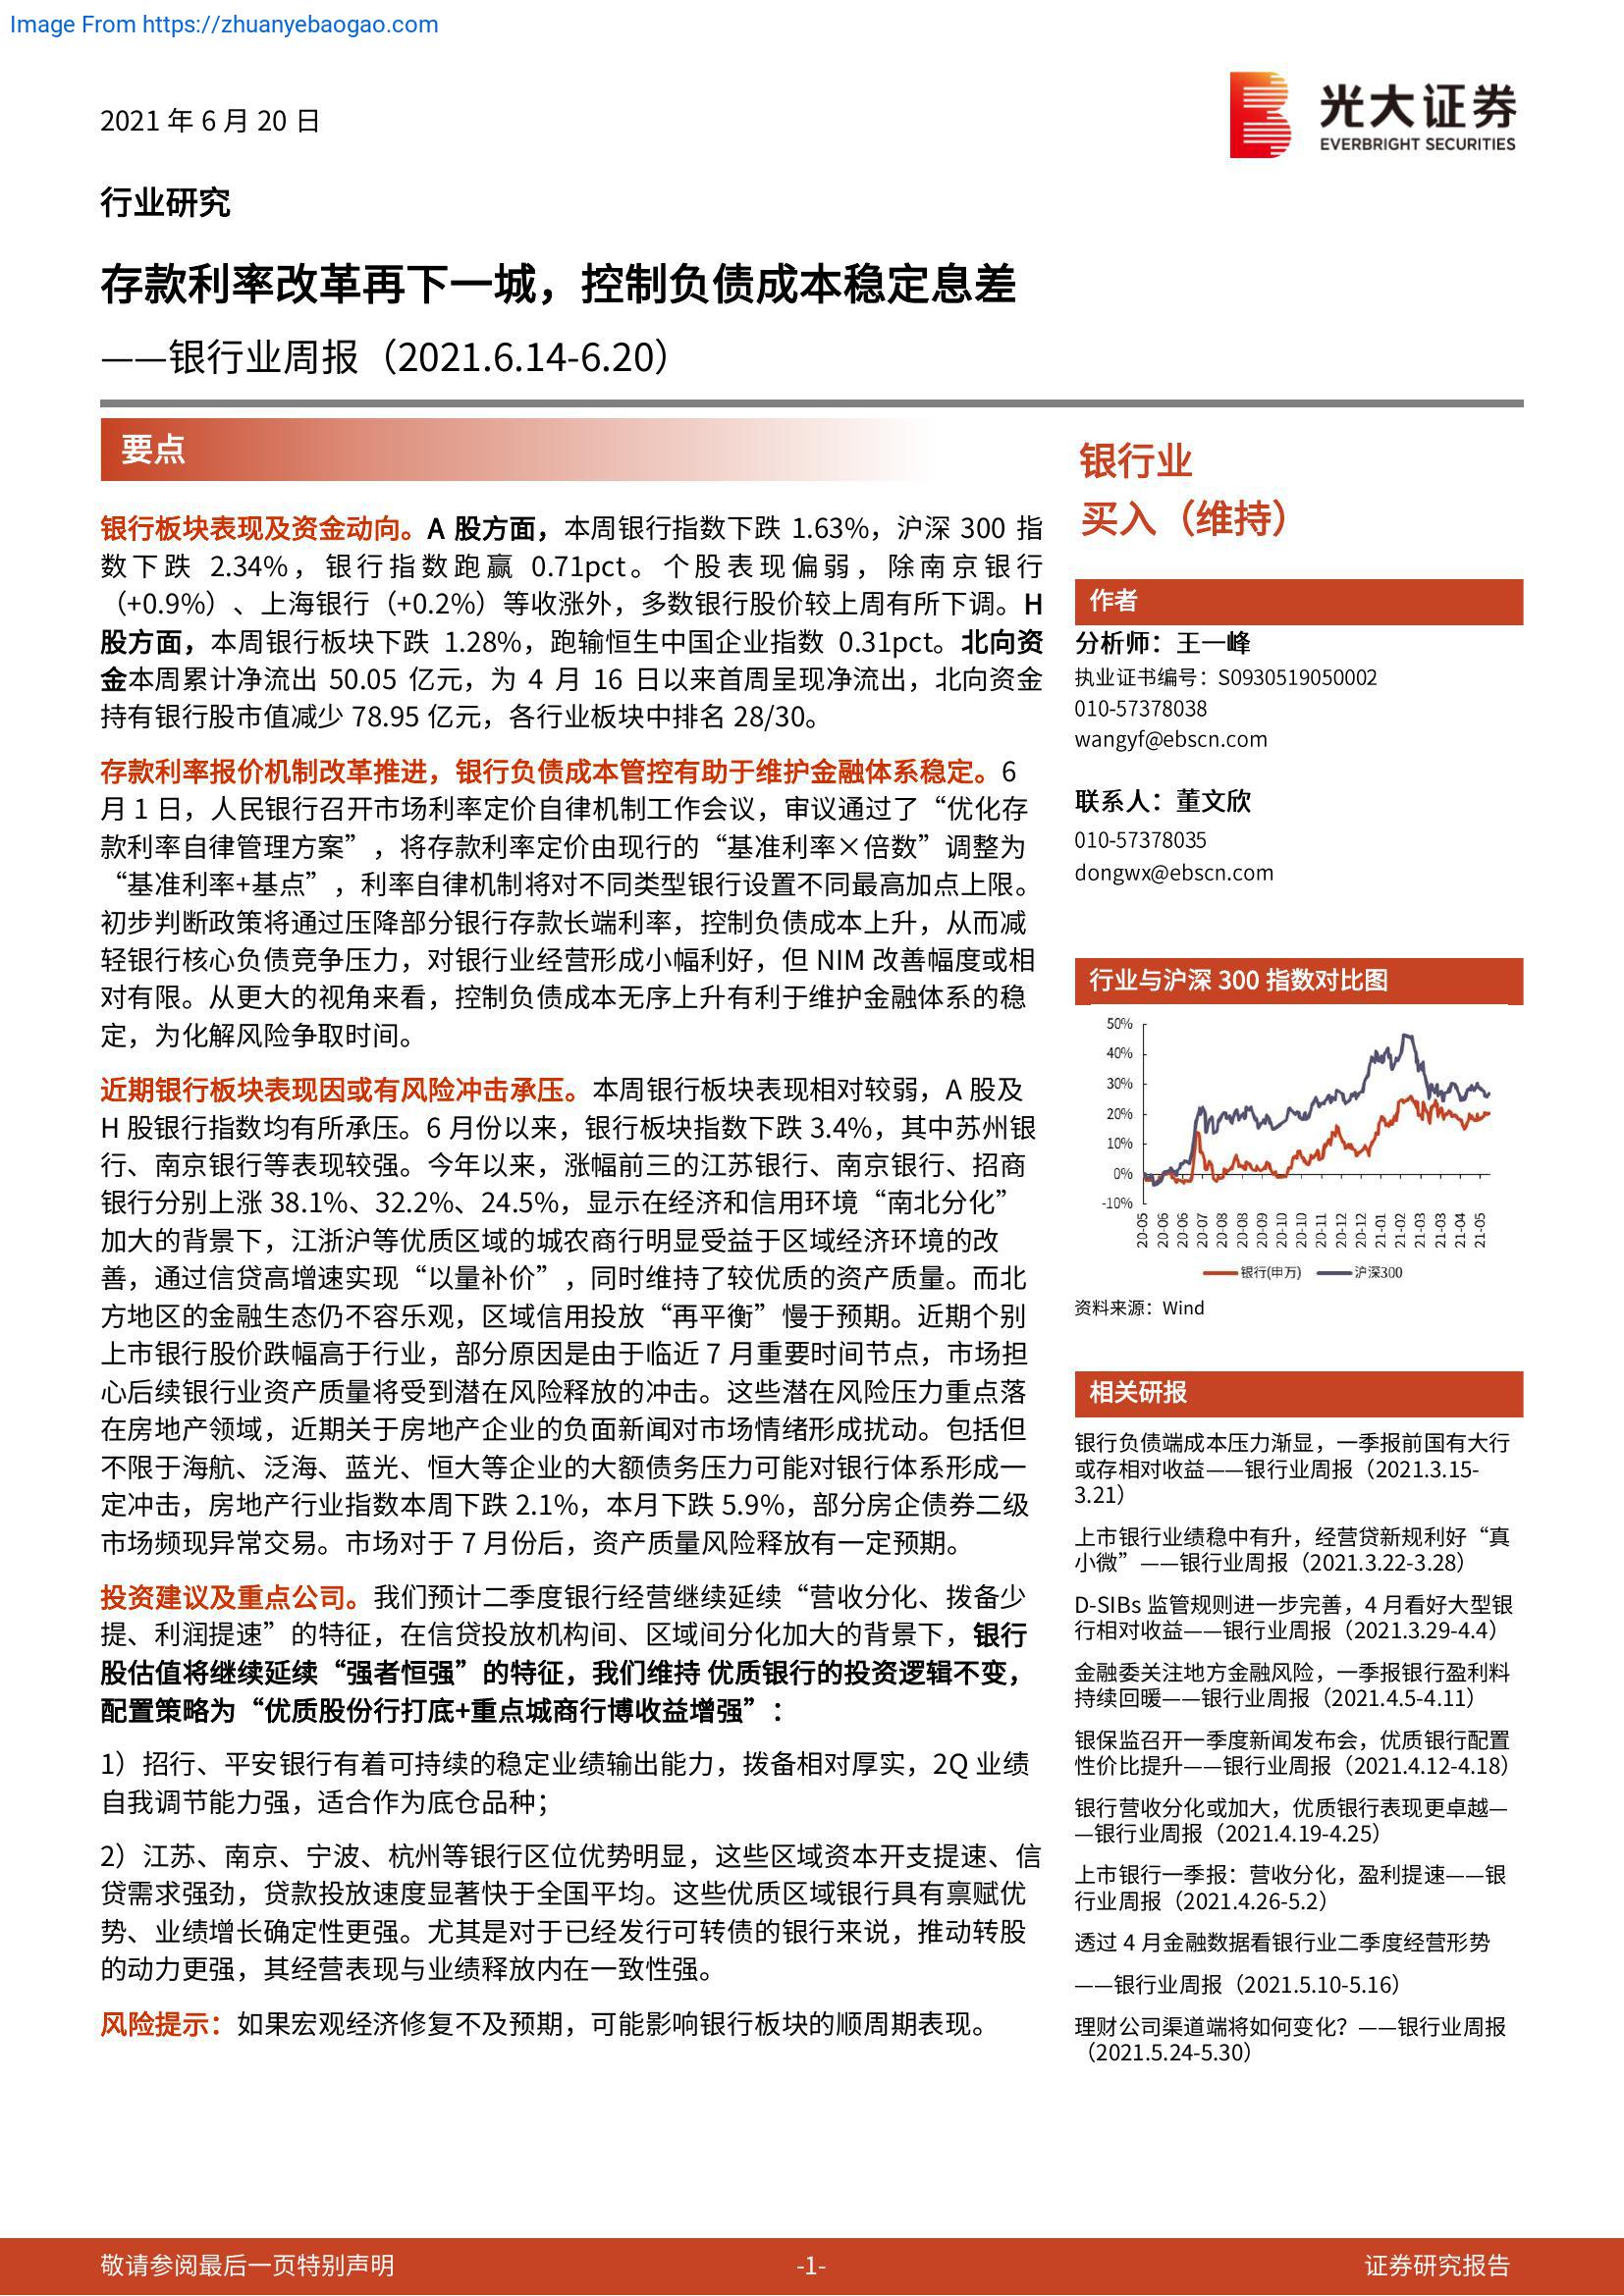 Image From https://zhuanyebaogao.com
2021 年 6 月 20 日
光大证券
EVERBRIGHT SECURITIES
行业研究
存款利率改革再下一城，控制负债成本稳定息差
——银行业周报（2021.6.14-6.20）
要点
银行板块表现及资金动向。A 股方面，本周银行指数下跌 1.63%，沪深 300 指
数下跌 2.34%，银行指数跑赢 0.71pct。个股表现偏弱，除南京银行
（+0.9%）、上海银行（+0.2%）等收涨外，多数银行股价较上周有所下调。H
股方面，本周银行板块下跌 1.28%，跑输恒生中国企业指数 0.31pct。北向资
金本周累计净流出 50.05 亿元，为 4 月 16 日以来首周呈现净流出，北向资金
持有银行股市值减少 78.95 亿元，各行业板块中排名 28/30。
存款利率报价机制改革推进，银行负债成本管控有助于维护金融体系稳定。6
月 1 日，人民银行召开市场利率定价自律机制工作会议，审议通过了“优化存
款利率自律管理方案”，将存款利率定价由现行的“基准利率×倍数”调整为
“基准利率+基点”，利率自律机制将对不同类型银行设置不同最高加点上限。
初步判断政策将通过压降部分银行存款长端利率，控制负债成本上升，从而减
轻银行核心负债竞争压力，对银行业经营形成小幅利好，但 NIM 改善幅度或相
对有限。从更大的视角来看，控制负债成本无序上升有利于维护金融体系的稳
定，为化解风险争取时间。
近期银行板块表现因或有风险冲击承压。本周银行板块表现相对较弱，A 股及
H 股银行指数均有所承压。6 月份以来，银行板块指数下跌 3.4%，其中苏州银
行、南京银行等表现较强。今年以来，涨幅前三的江苏银行、南京银行、招商
银行分别上涨 38.1%、32.2%、24.5%，显示在经济和信用环境“南北分化”
加大的背景下，江浙沪等优质区域的城农商行明显受益于区域经济环境的改
善，通过信贷高增速实现“以量补价”，同时维持了较优质的资产质量。而北
方地区的金融生态仍不容乐观，区域信用投放“再平衡”慢于预期。近期个别
上市银行股价跌幅高于行业，部分原因是由于临近 7 月重要时间节点，市场担
心后续银行业资产质量将受到潜在风险释放的冲击。这些潜在风险压力重点落
在房地产领域，近期关于房地产企业的负面新闻对市场情绪形成扰动。包括但
不限于海航、泛海、蓝光、恒大等企业的大额债务压力可能对银行体系形成一
定冲击，房地产行业指数本周下跌 2.1%，本月下跌 5.9%，部分房企债券二级
市场频现异常交易。市场对于 7 月份后，资产质量风险释放有一定预期。
投资建议及重点公司。我们预计二季度银行经营继续延续“营收分化、拨备少
提、利润提速”的特征，在信贷投放机构间、区域间分化加大的背景下，银行
股估值将继续延续“强者恒强”的特征，我们维持 优质银行的投资逻辑不变，
配置策略为“优质股份行打底+重点城商行博收益增强”：
1）招行、平安银行有着可持续的稳定业绩输出能力，拨备相对厚实，2Q 业绩
自我调节能力强，适合作为底仓品种；
2）江苏、南京、宁波、杭州等银行区位优势明显，这些区域资本开支提速、信
贷需求强劲，贷款投放速度显著快于全国平均。这些优质区域银行具有禀赋优
势、业绩增长确定性更强。尤其是对于已经发行可转债的银行来说，推动转股
的动力更强，其经营表现与业绩释放内在一致性强。
风险提示：如果宏观经济修复不及预期，可能影响银行板块的顺周期表现。
银行业
买入（维持）
作者
分析师：王一峰
执业证书编号：S0930519050002
010-57378038
wangyf@ebscn.com
联系人：董文欣
010-57378035
dongwx@ebscn.com
行业与沪深 300 指数对比图
50%
40%
30%
20%
10%
0%
-10%
20-05
20-06
20-06
20-07
20-08
20-08
20-09
20-10
20-10
20-11
20-12
20-12
21-01
21-02
21-03
21-03
21-04
21-05
银行(申万) 沪深300
资料来源：Wind
相关研报
银行负债端成本压力渐显，一季报前国有大行
或存相对收益——银行业周报（2021.3.15-
3.21）
上市银行业绩稳中有升，经营贷新规利好“真
小微”——银行业周报（2021.3.22-3.28）
D-SIBs 监管规则进一步完善，4 月看好大型银
行相对收益——银行业周报（2021.3.29-4.4）
金融委关注地方金融风险，一季报银行盈利料
持续回暖——银行业周报（2021.4.5-4.11）
银保监召开一季度新闻发布会，优质银行配置
性价比提升——银行业周报（2021.4.12-4.18）
银行营收分化或加大，优质银行表现更卓越—
—银行业周报（2021.4.19-4.25）
上市银行一季报：营收分化，盈利提速——银
行业周报（2021.4.26-5.2）
透过 4 月金融数据看银行业二季度经营形势
——银行业周报（2021.5.10-5.16）
理财公司渠道端将如何变化？——银行业周报
（2021.5.24-5.30）
敬请参阅最后一页特别声明
-1-
证券研究报告